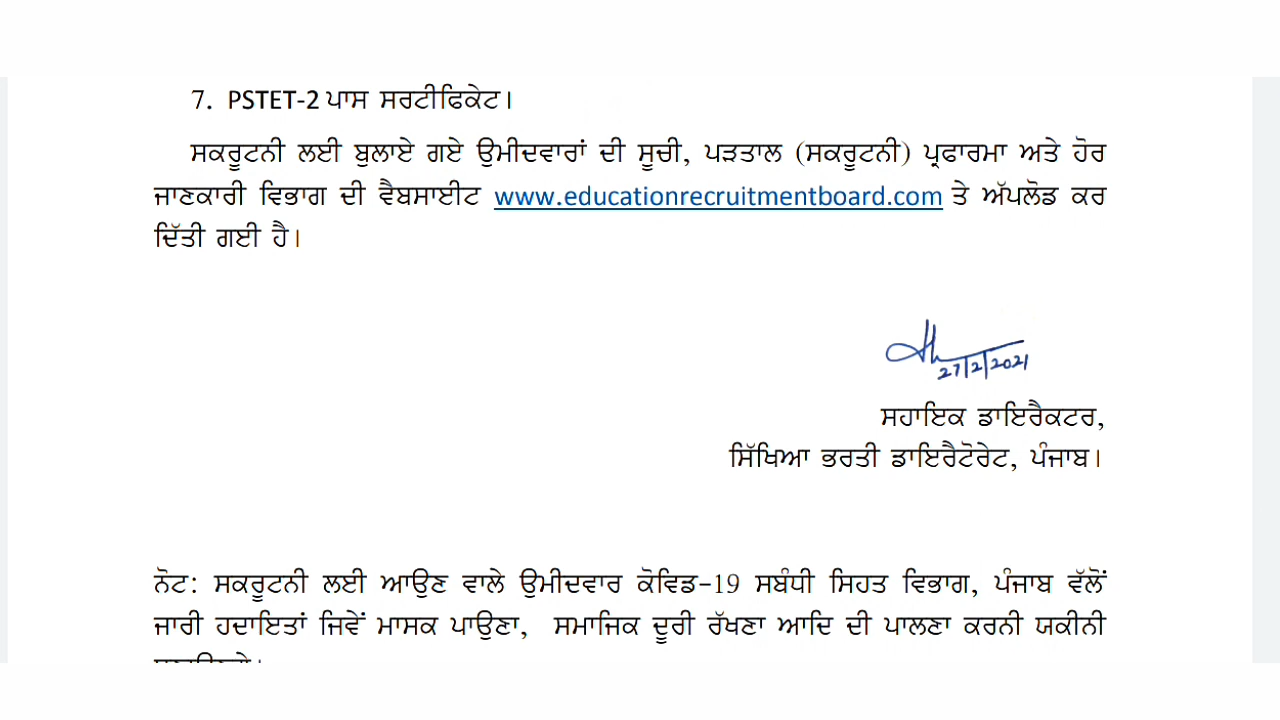 7. PSTET-2 ਪਾਸ ਸਰਟੀਫਿਕੇਟ।
ਸਕਰੂਟਨੀ ਲਈ ਬੁਲਾਏ ਗਏ ਉਮੀਦਵਾਰਾਂ ਦੀ ਸੂਚੀ, ਪੜਤਾਲ (ਸਕਰੂਟਨੀ) ਪ੍ਰਫਾਰਮਾ ਅਤੇ ਹੋਰ
ਜਾਣਕਾਰੀ ਵਿਭਾਗ ਦੀ ਵੈਬਸਾਈਟ www.educationrecruitmentboard.com ਤੇ ਅੱਪਲੋਡ ਕਰ
ਦਿੱਤੀ ਗਈ ਹੈ।
27/2/2021
ਸਹਾਇਕ ਡਾਇਰੈਕਟਰ,
ਸਿੱਖਿਆ ਭਰਤੀ ਡਾਇਰੈਟੋਰੇਟ, ਪੰਜਾਬ।
ਨੋਟ: ਸਕਰੂਟਨੀ ਲਈ ਆਉਣ ਵਾਲੇ ਉਮੀਦਵਾਰ ਕੋਵਿਡ-19 ਸਬੰਧੀ ਸਿਹਤ ਵਿਭਾਗ, ਪੰਜਾਬ ਵੱਲੋਂ
ਜਾਰੀ ਹਦਾਇਤਾਂ ਜਿਵੇਂ ਮਾਸਕ ਪਾਉਣਾ, ਸਮਾਜਿਕ ਦੂਰੀ ਰੱਖਣਾ ਆਦਿ ਦੀ ਪਾਲਣਾ ਕਰਨੀ ਯਕੀਨੀ